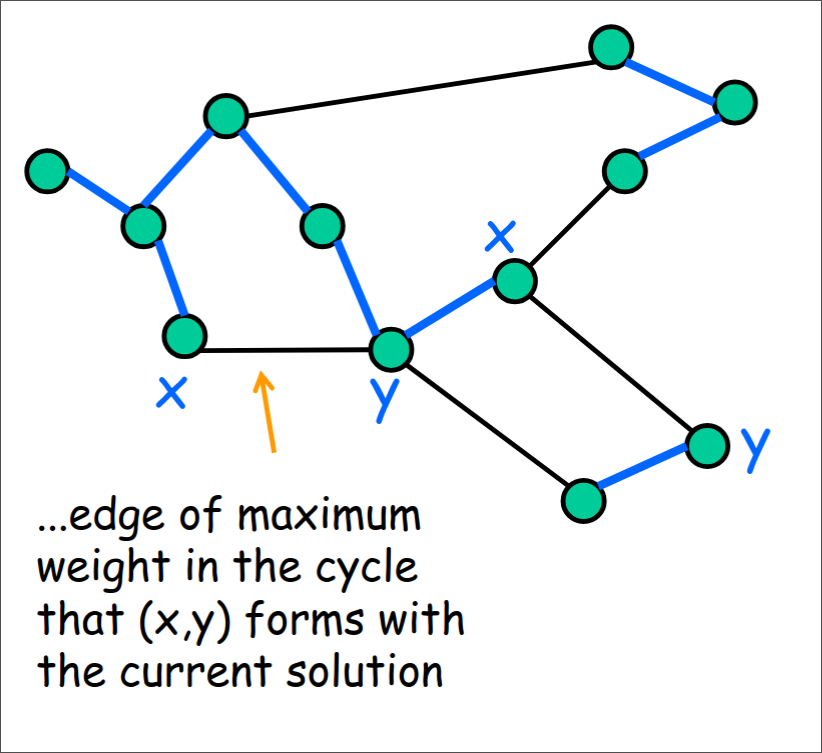 x
x
y
y
...edge of maximum
weight in the cycle
that (x,y) forms with
the current solution